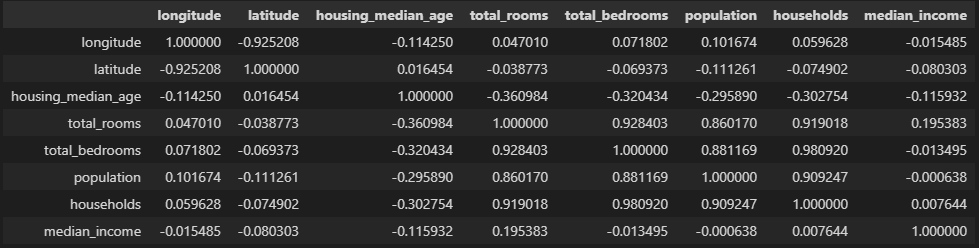 longitude latitude housing_median_age total_rooms total_bedrooms population households median_income
longitude 1.000000 -0.925208 -0.114250 0.047010 0.071802 0.101674 0.059628 -0.015485
latitude -0.925208 1.000000 0.016454 -0.038773 -0.069373 -0.111261 -0.074902 -0.080303
housing_median_age -0.114250 0.016454 1.000000 -0.360984 -0.320434 -0.295890 -0.302754 -0.115932
total_rooms 0.047010 -0.038773 -0.360984 1.000000 0.928403 0.860170 0.919018 0.195383
total_bedrooms 0.071802 -0.069373 -0.320434 0.928403 1.000000 0.881169 0.980920 -0.013495
population 0.101674 -0.111261 -0.295890 0.860170 0.881169 1.000000 0.909247 -0.000638
households 0.059628 -0.074902 -0.302754 0.919018 0.980920 0.909247 1.000000 0.007644
median_income -0.015485 -0.080303 -0.115932 0.195383 -0.013495 -0.000638 0.007644 1.000000